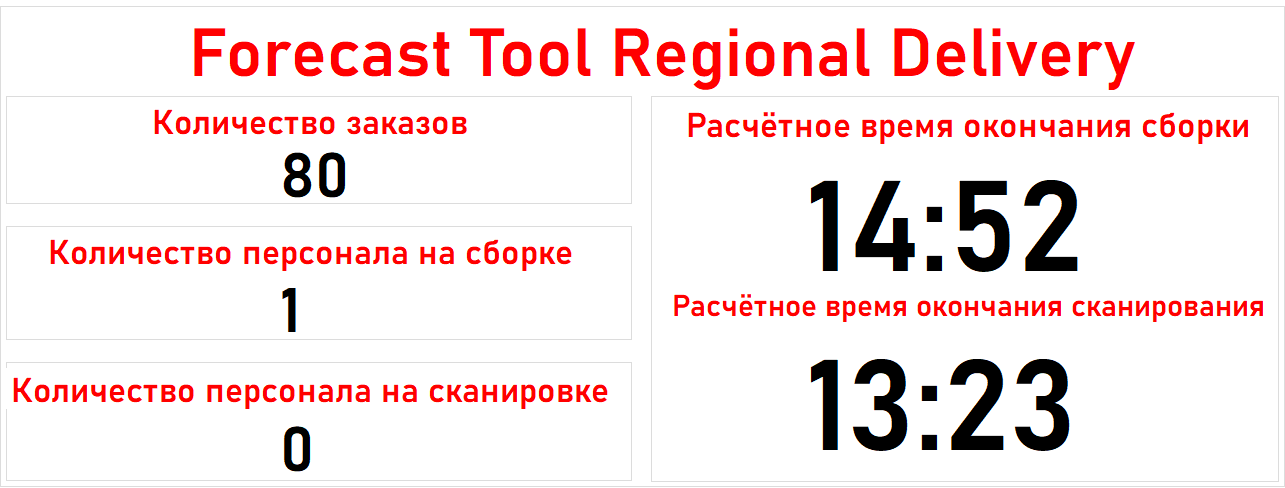 Forecast Tool Regional Delivery
Количество заказов
80
Количество персонала на сборке
1
Количество персонала на сканировке
0
Расчётное время окончания сборки
14:52
Расчётное время окончания сканирования
13:23